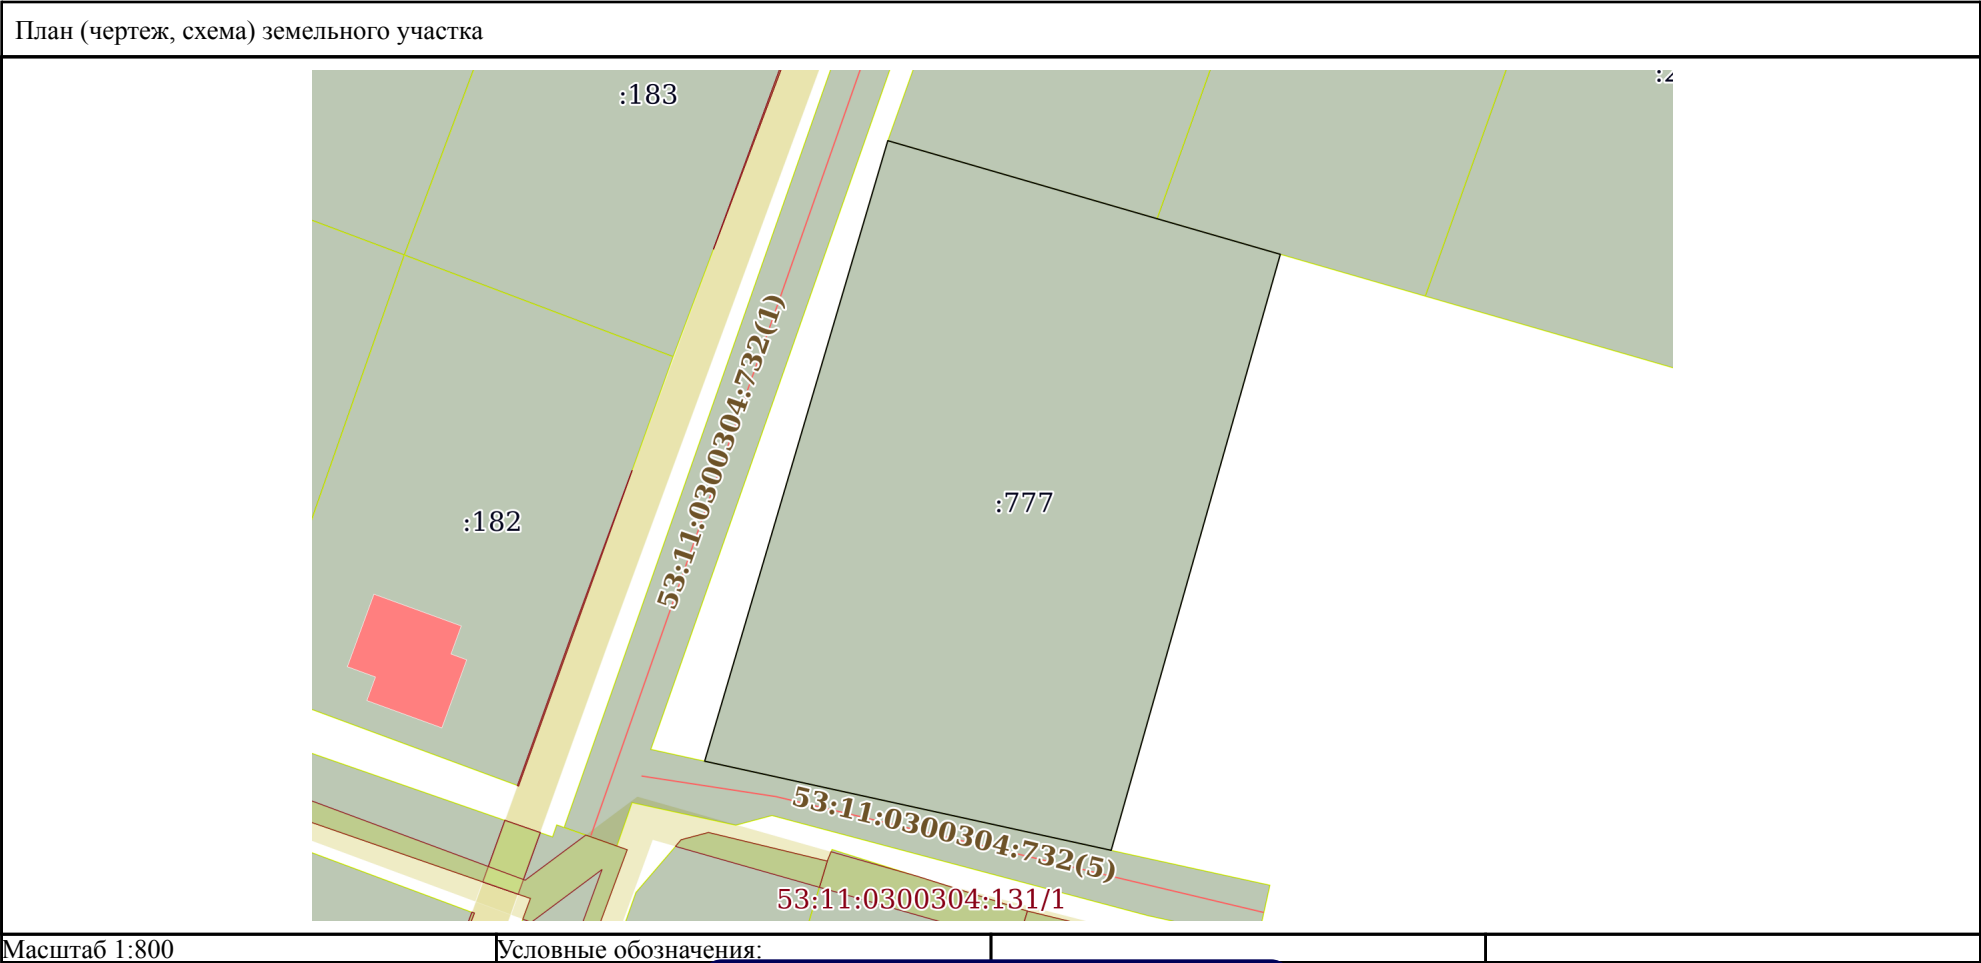 План (чертеж, схема) земельного участка
:183
53:11:0300304:732(1)
:777
:182
53:11:0300304:732(5)
53:11:0300304:131/1
Масштаб 1:800
Условные обозначения: